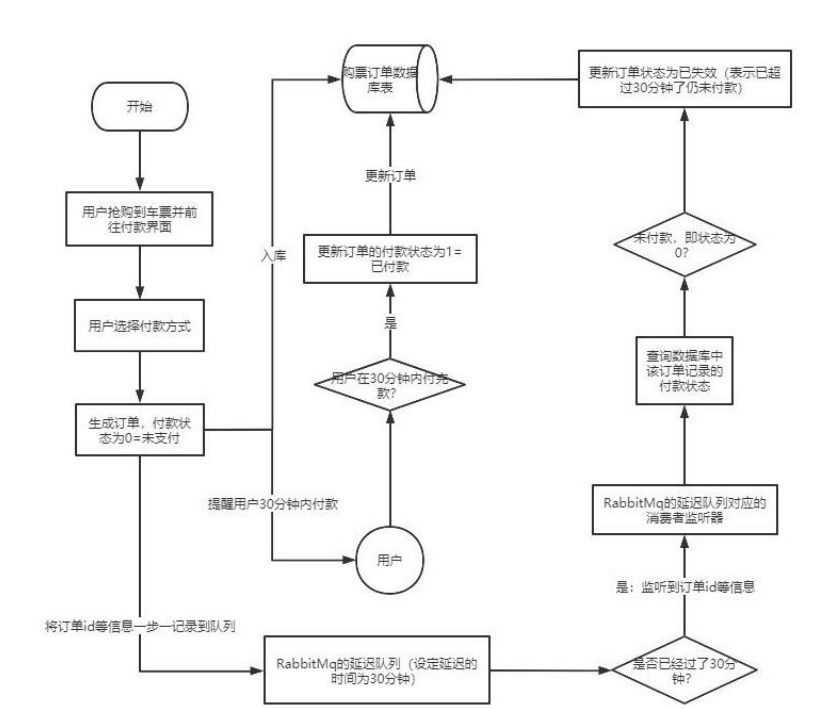 开始
用户抢购到车票并前
往付款界面
用户选择付款方式
生成订单，付款状
态为0=未支付
将订单id等信息一步一记录到队列
入库
提醒用户30分钟内付款
购票订单数据
库表
更新订单
更新订单的付款状态为1=
已付款
是
用户在30分钟内付完
款？
用户
RabbitMq的延迟队列（设定延迟的
时间为30分钟）
是否已经过了30分
钟？
是：监听到订单id等信息
RabbitMq的延迟队列对应的
消费者监听器
查询数据库中
该订单记录的
付款状态
未付款，即状态为
0？
更新订单状态为已失效（表示已超
过30分钟了仍未付款）